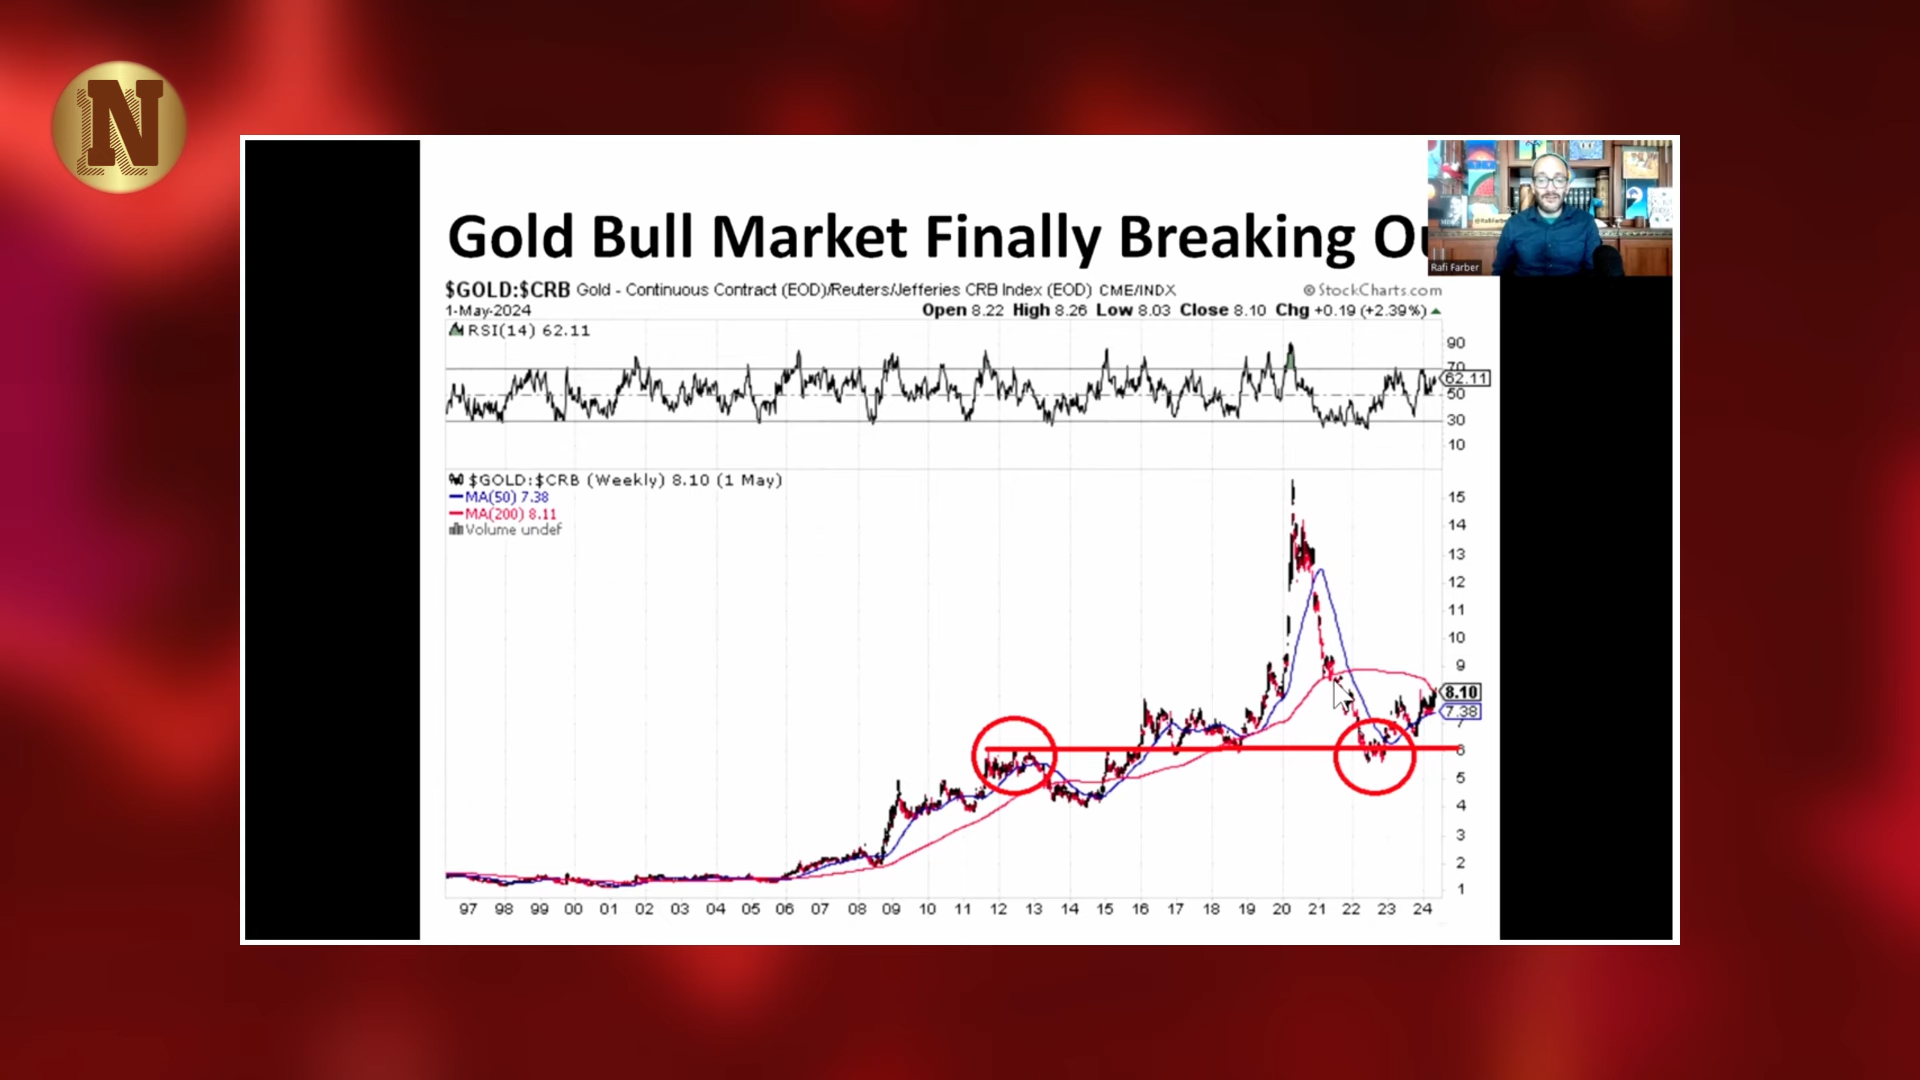 N
Gold Bull Market Finally Breaking Ou
Rafi Farber
$GOLD:$CRB Gold - Continuous Contract (EOD)/Reuters/Jefferies CRB Index (EOD) CME/INDX
© StockCharts.com
1-May-2024
Open 8.22 High 8.26 Low 8.03 Close 8.10 Chg +0.19 (+2.39%)
RSI(14) 62.11
90
70
62.11
50
30
10
$GOLD:$CRB (Weekly) 8.10 (1 May)
MA(50) 7.38
MA(200) 8.11
Volume undef
15
14
13
12
11
10
9
8.10
7.38
7
6
5
4
3
2
1
97 98 99 00 01 02 03 04 05 06 07 08 09 10 11 12 13 14 15 16 17 18 19 20 21 22 23 24